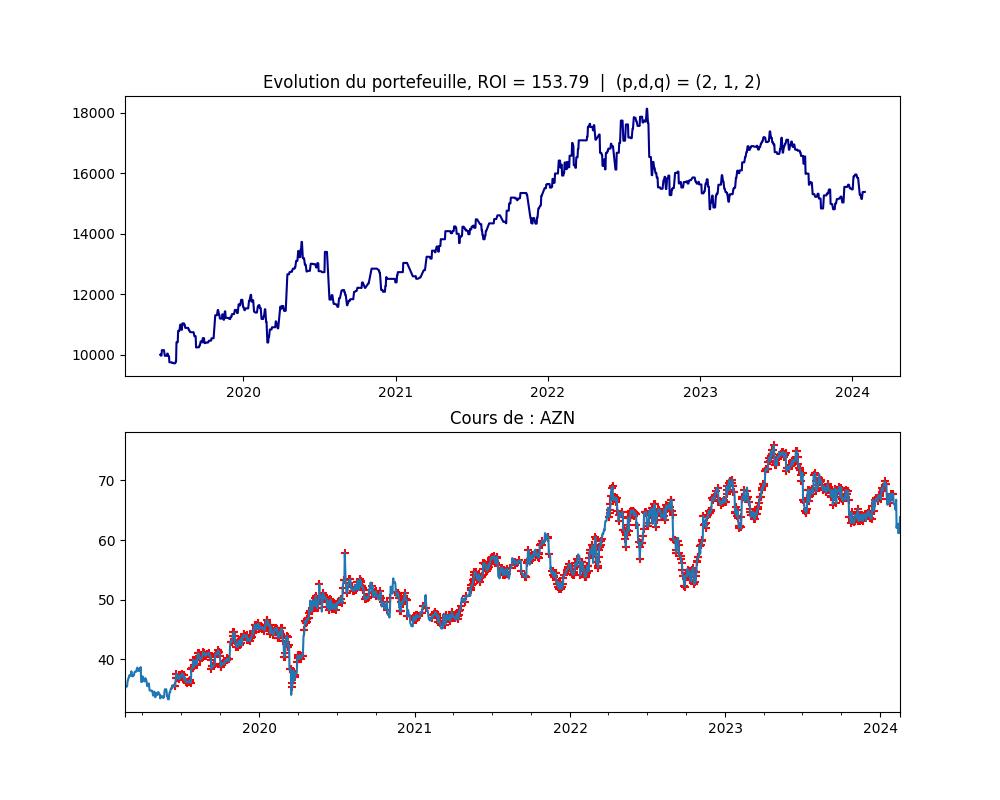 Evolution du portefeuille, ROI = 153.79 | (p,d,q) = (2, 1, 2)
18000
16000
14000
12000
10000
2020 2021 2022 2023 2024
Cours de : AZN
70
60
50
40
2020 2021 2022 2023 2024